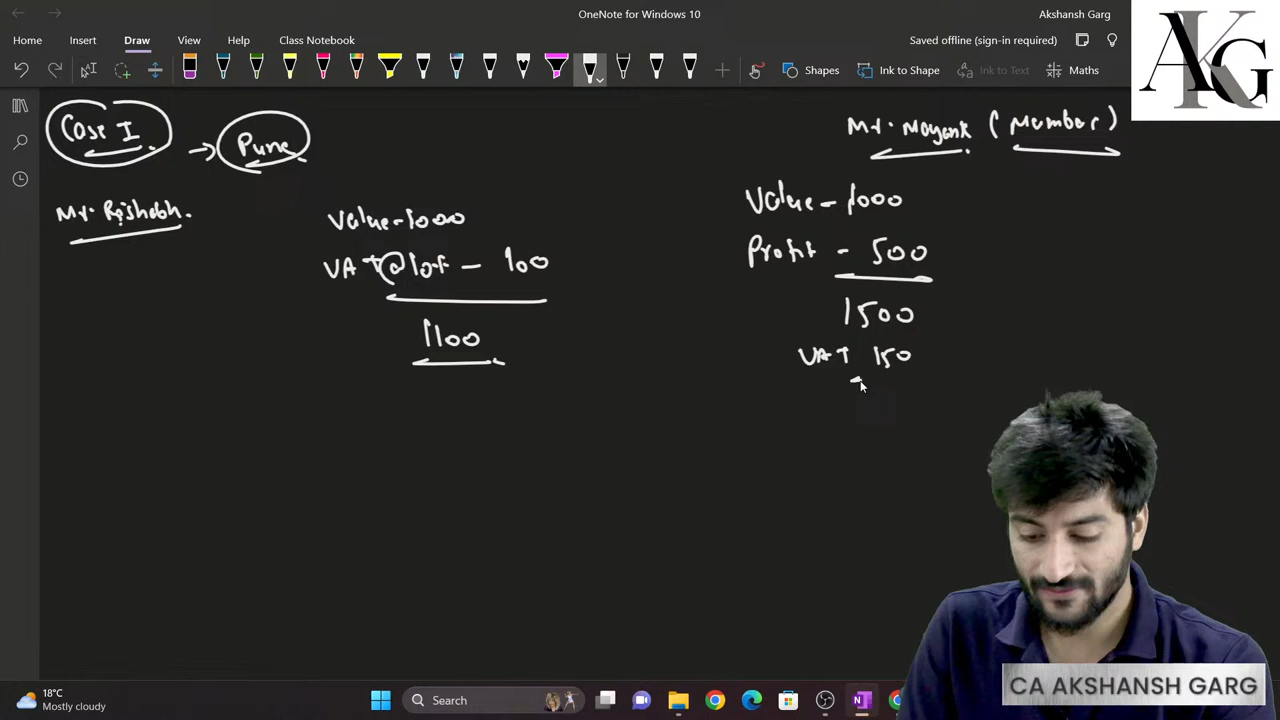 OneNote for Windows 10
Akshansh Garg
Home Insert Draw View Help Class Notebook
Saved offline (sign-in required)
Shapes Ink to Shape Ink to Text Maths
AKG
Case I → Pune
Mr. Mayank (Mumbai)
Mr. Rishabh.
Value - 1000
VAT @ 10% - 100
1100
Value - 1000
Profit - 500
1500
VAT 150
CA AKSHANSH GARG
18°C
Mostly cloudy
Search